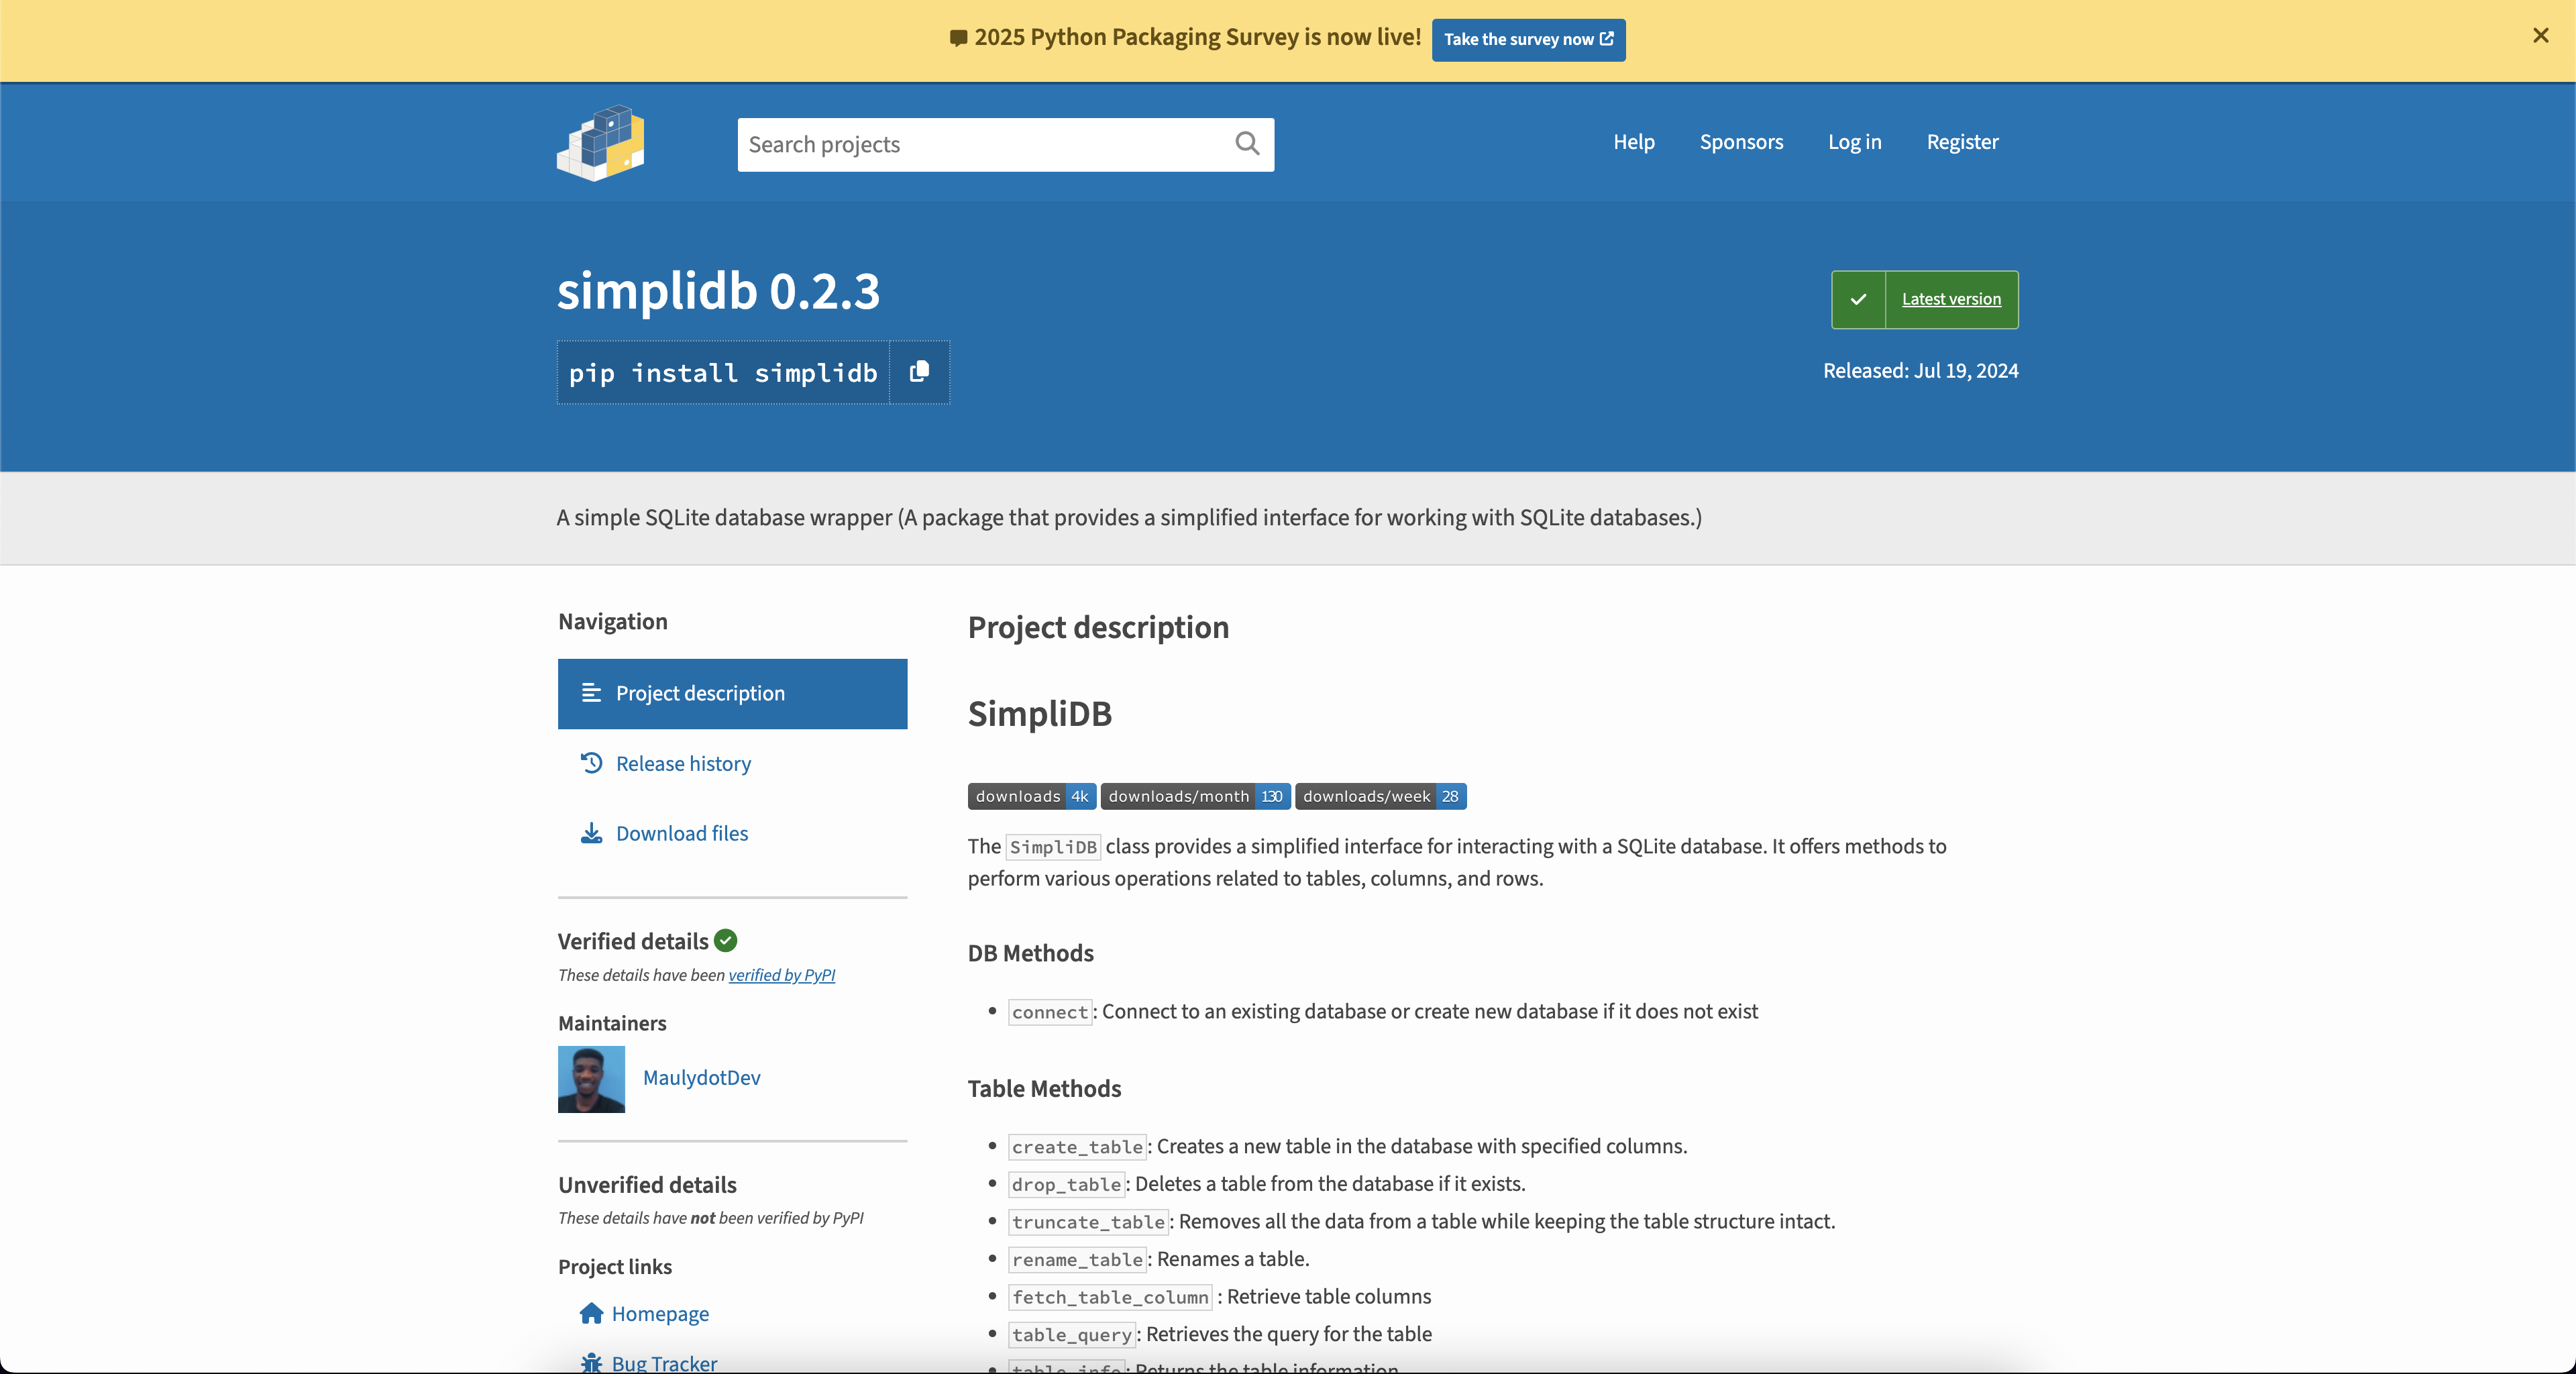 2025 Python Packaging Survey is now live! Take the survey now
Search projects
Help Sponsors Log in Register
simplidb 0.2.3
Latest version
pip install simplidb
Released: Jul 19, 2024
A simple SQLite database wrapper (A package that provides a simplified interface for working with SQLite databases.)
Navigation
Project description
Release history
Download files
Verified details
These details have been verified by PyPI
Maintainers
MaulydotDev
Unverified details
These details have not been verified by PyPI
Project links
Homepage
Bug Tracker
Project description
SimpliDB
downloads 4k downloads/month 130 downloads/week 28
The SimpliDB class provides a simplified interface for interacting with a SQLite database. It offers methods to
perform various operations related to tables, columns, and rows.
DB Methods
connect: Connect to an existing database or create new database if it does not exist
Table Methods
create_table: Creates a new table in the database with specified columns.
drop_table: Deletes a table from the database if it exists.
truncate_table: Removes all the data from a table while keeping the table structure intact.
rename_table: Renames a table.
fetch_table_column : Retrieve table columns
table_query: Retrieves the query for the table
table_info: Returns the table information